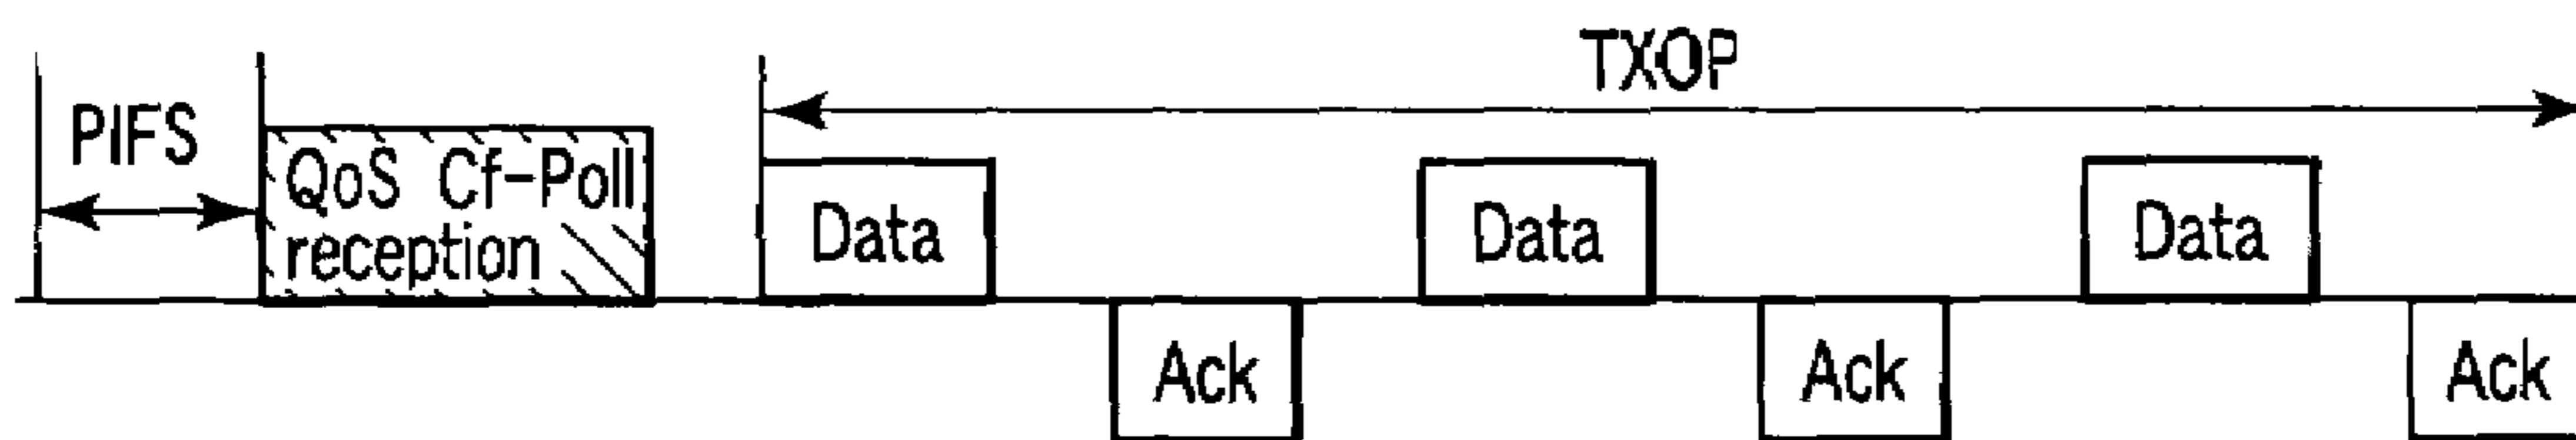 TXOP
PIFS
QoS Cf-Poll
reception
Data
Data
Data
Ack
Ack
Ack